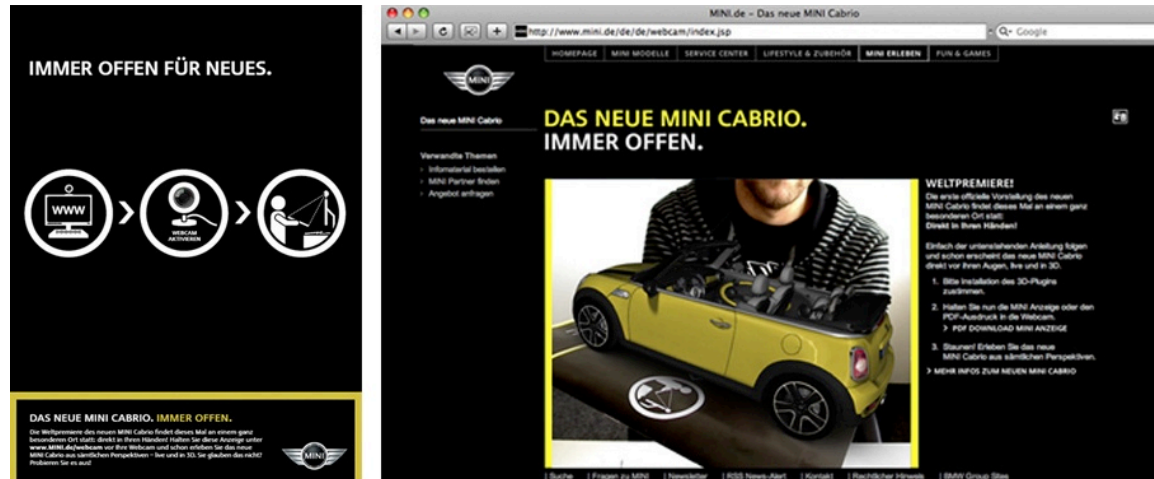 IMMER OFFEN FÜR NEUES.
WWW
WEBCAM
AKTIVIEREN
DAS NEUE MINI CABRIO. IMMER OFFEN.
Die Weltpremiere des neuen MINI Cabrio findet dieses Mal an einem ganz
besonderen Ort statt: direkt in Ihren Händen! Halten Sie diese Anzeige unter
www.MINI.de/webcam vor Ihre Webcam und schon erleben Sie das neue
MINI Cabrio aus sämtlichen Perspektiven – live und in 3D. Sie glauben das nicht?
Probieren Sie es aus!
MINI
MINI.de – Das neue MINI Cabrio
http://www.mini.de/de/de/webcam/index.jsp
Google
HOMEPAGE MINI MODELLE SERVICE CENTER LIFESTYLE & ZUBEHÖR MINI ERLEBEN FUN & GAMES
MINI
Das neue MINI Cabrio
Verwandte Themen
Infomaterial bestellen
MINI Partner finden
Angebot anfragen
DAS NEUE MINI CABRIO.
IMMER OFFEN.
WELTPREMIERE!
Die erste offizielle Vorstellung des neuen
MINI Cabrio findet dieses Mal an einem ganz
besonderen Ort statt:
Direkt in Ihren Händen!
Einfach der untenstehenden Anleitung folgen
und schon erscheint das neue MINI Cabrio
direkt vor Ihren Augen, live und in 3D.
1. Bitte Installation des 3D-Plugins
zustimmen.
2. Halten Sie nun die MINI Anzeige oder den
PDF-Ausdruck in die Webcam.
> PDF DOWNLOAD MINI ANZEIGE
3. Staunen! Erleben Sie das neue
MINI Cabrio aus sämtlichen Perspektiven.
> MEHR INFOS ZUM NEUEN MINI CABRIO
| Suche | Fragen zu MINI | Newsletter | RSS News-Alert | Kontakt | Rechtlicher Hinweis | BMW Group Sites